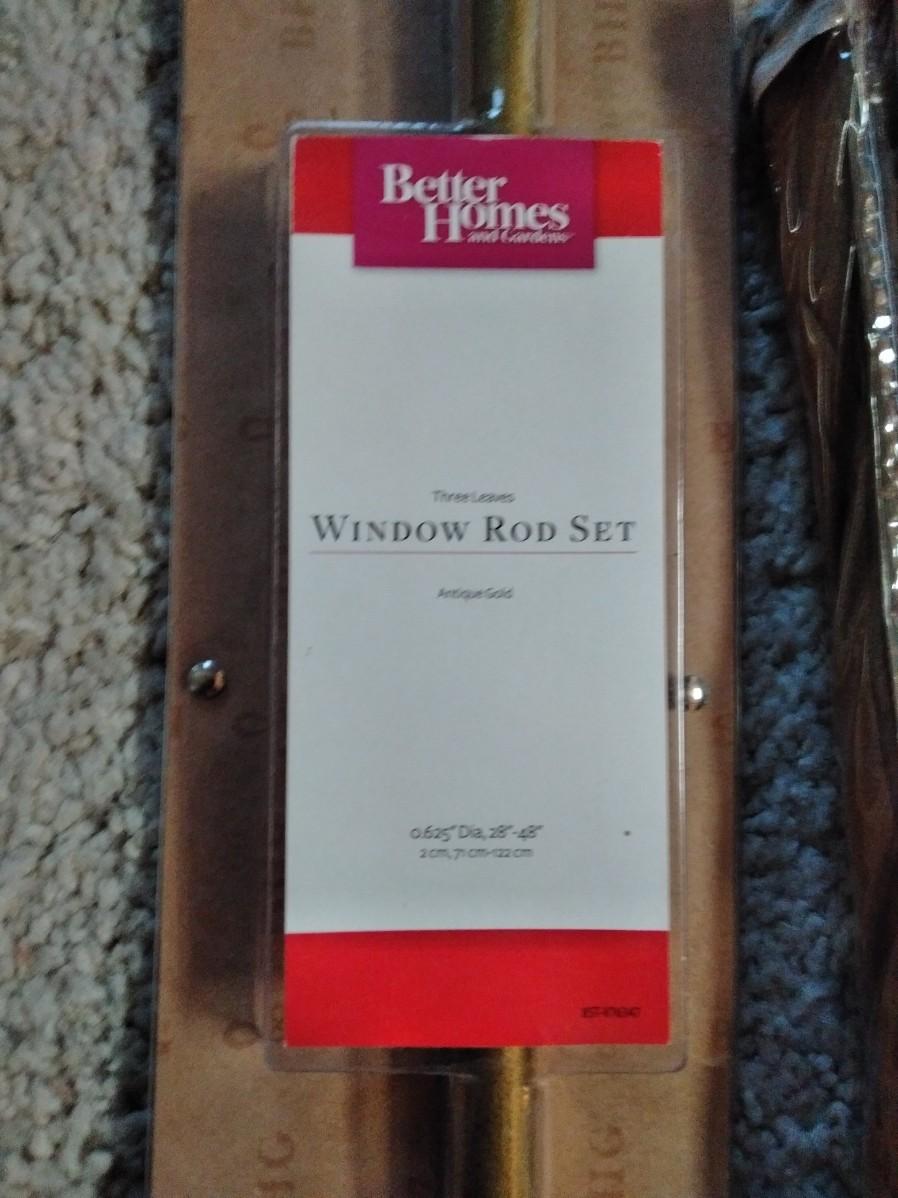 Better
Homes
and Gardens
Three Leaves
WINDOW ROD SET
Antique Gold
0.625" Dia, 28"-48"
2 cm, 71 cm-122 cm